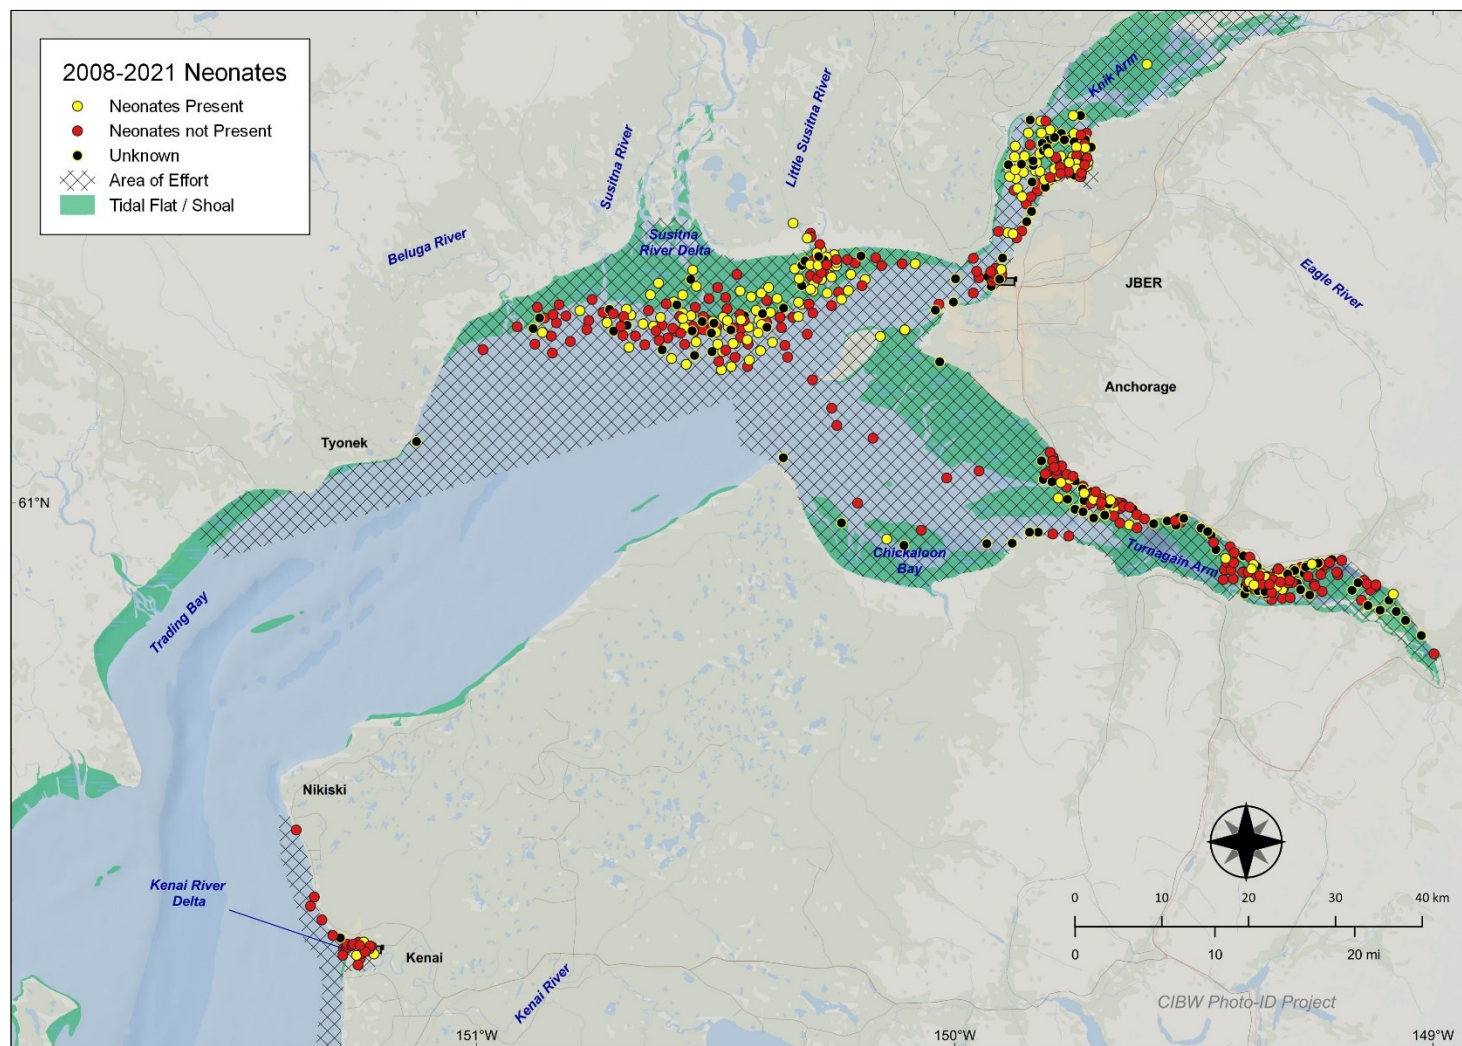 2008-2021 Neonates
Neonates Present
Neonates not Present
Unknown
Area of Effort
Tidal Flat / Shoal
Knik Arm
Little Susitna River
Susitna River
Beluga River
Susitna
River Delta
Eagle River
JBER
Anchorage
Tyonek
61°N
Chickaloon
Bay
Turnagain Arm
Trading Bay
Nikiski
Kenai River
Delta
Kenai
Kenai River
0 10 20 30 40 km
0 10 20 mi
CIBW Photo-ID Project
151°W 150°W 149°W